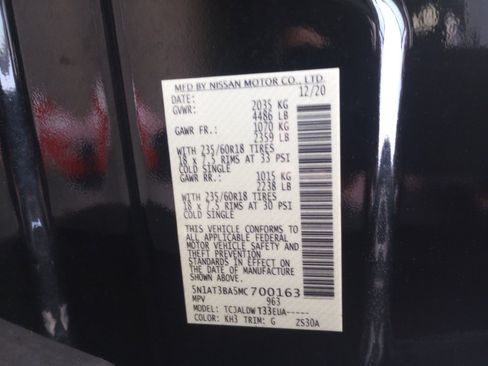 MFD BY NISSAN MOTOR CO., LTD.
DATE: 12/20
GVWR: 2035 KG
4486 LB
GAWR FR.: 1070 KG
2359 LB
WITH 235/60R18 TIRES
18 x 7.5 RIMS AT 33 PSI
COLD SINGLE
GAWR RR.: 1015 KG
2238 LB
WITH 235/60R18 TIRES
18 x 7.5 RIMS AT 30 PSI
COLD SINGLE
THIS VEHICLE CONFORMS TO
ALL APPLICABLE FEDERAL
MOTOR VEHICLE SAFETY AND
THEFT PREVENTION
STANDARDS IN EFFECT ON
THE DATE OF MANUFACTURE
SHOWN ABOVE.
5N1AT3BA5MC700163
MPV 963
MODEL: TCJALDWT33EUA-----
COLOR: KH3 TRIM: G ZS30A